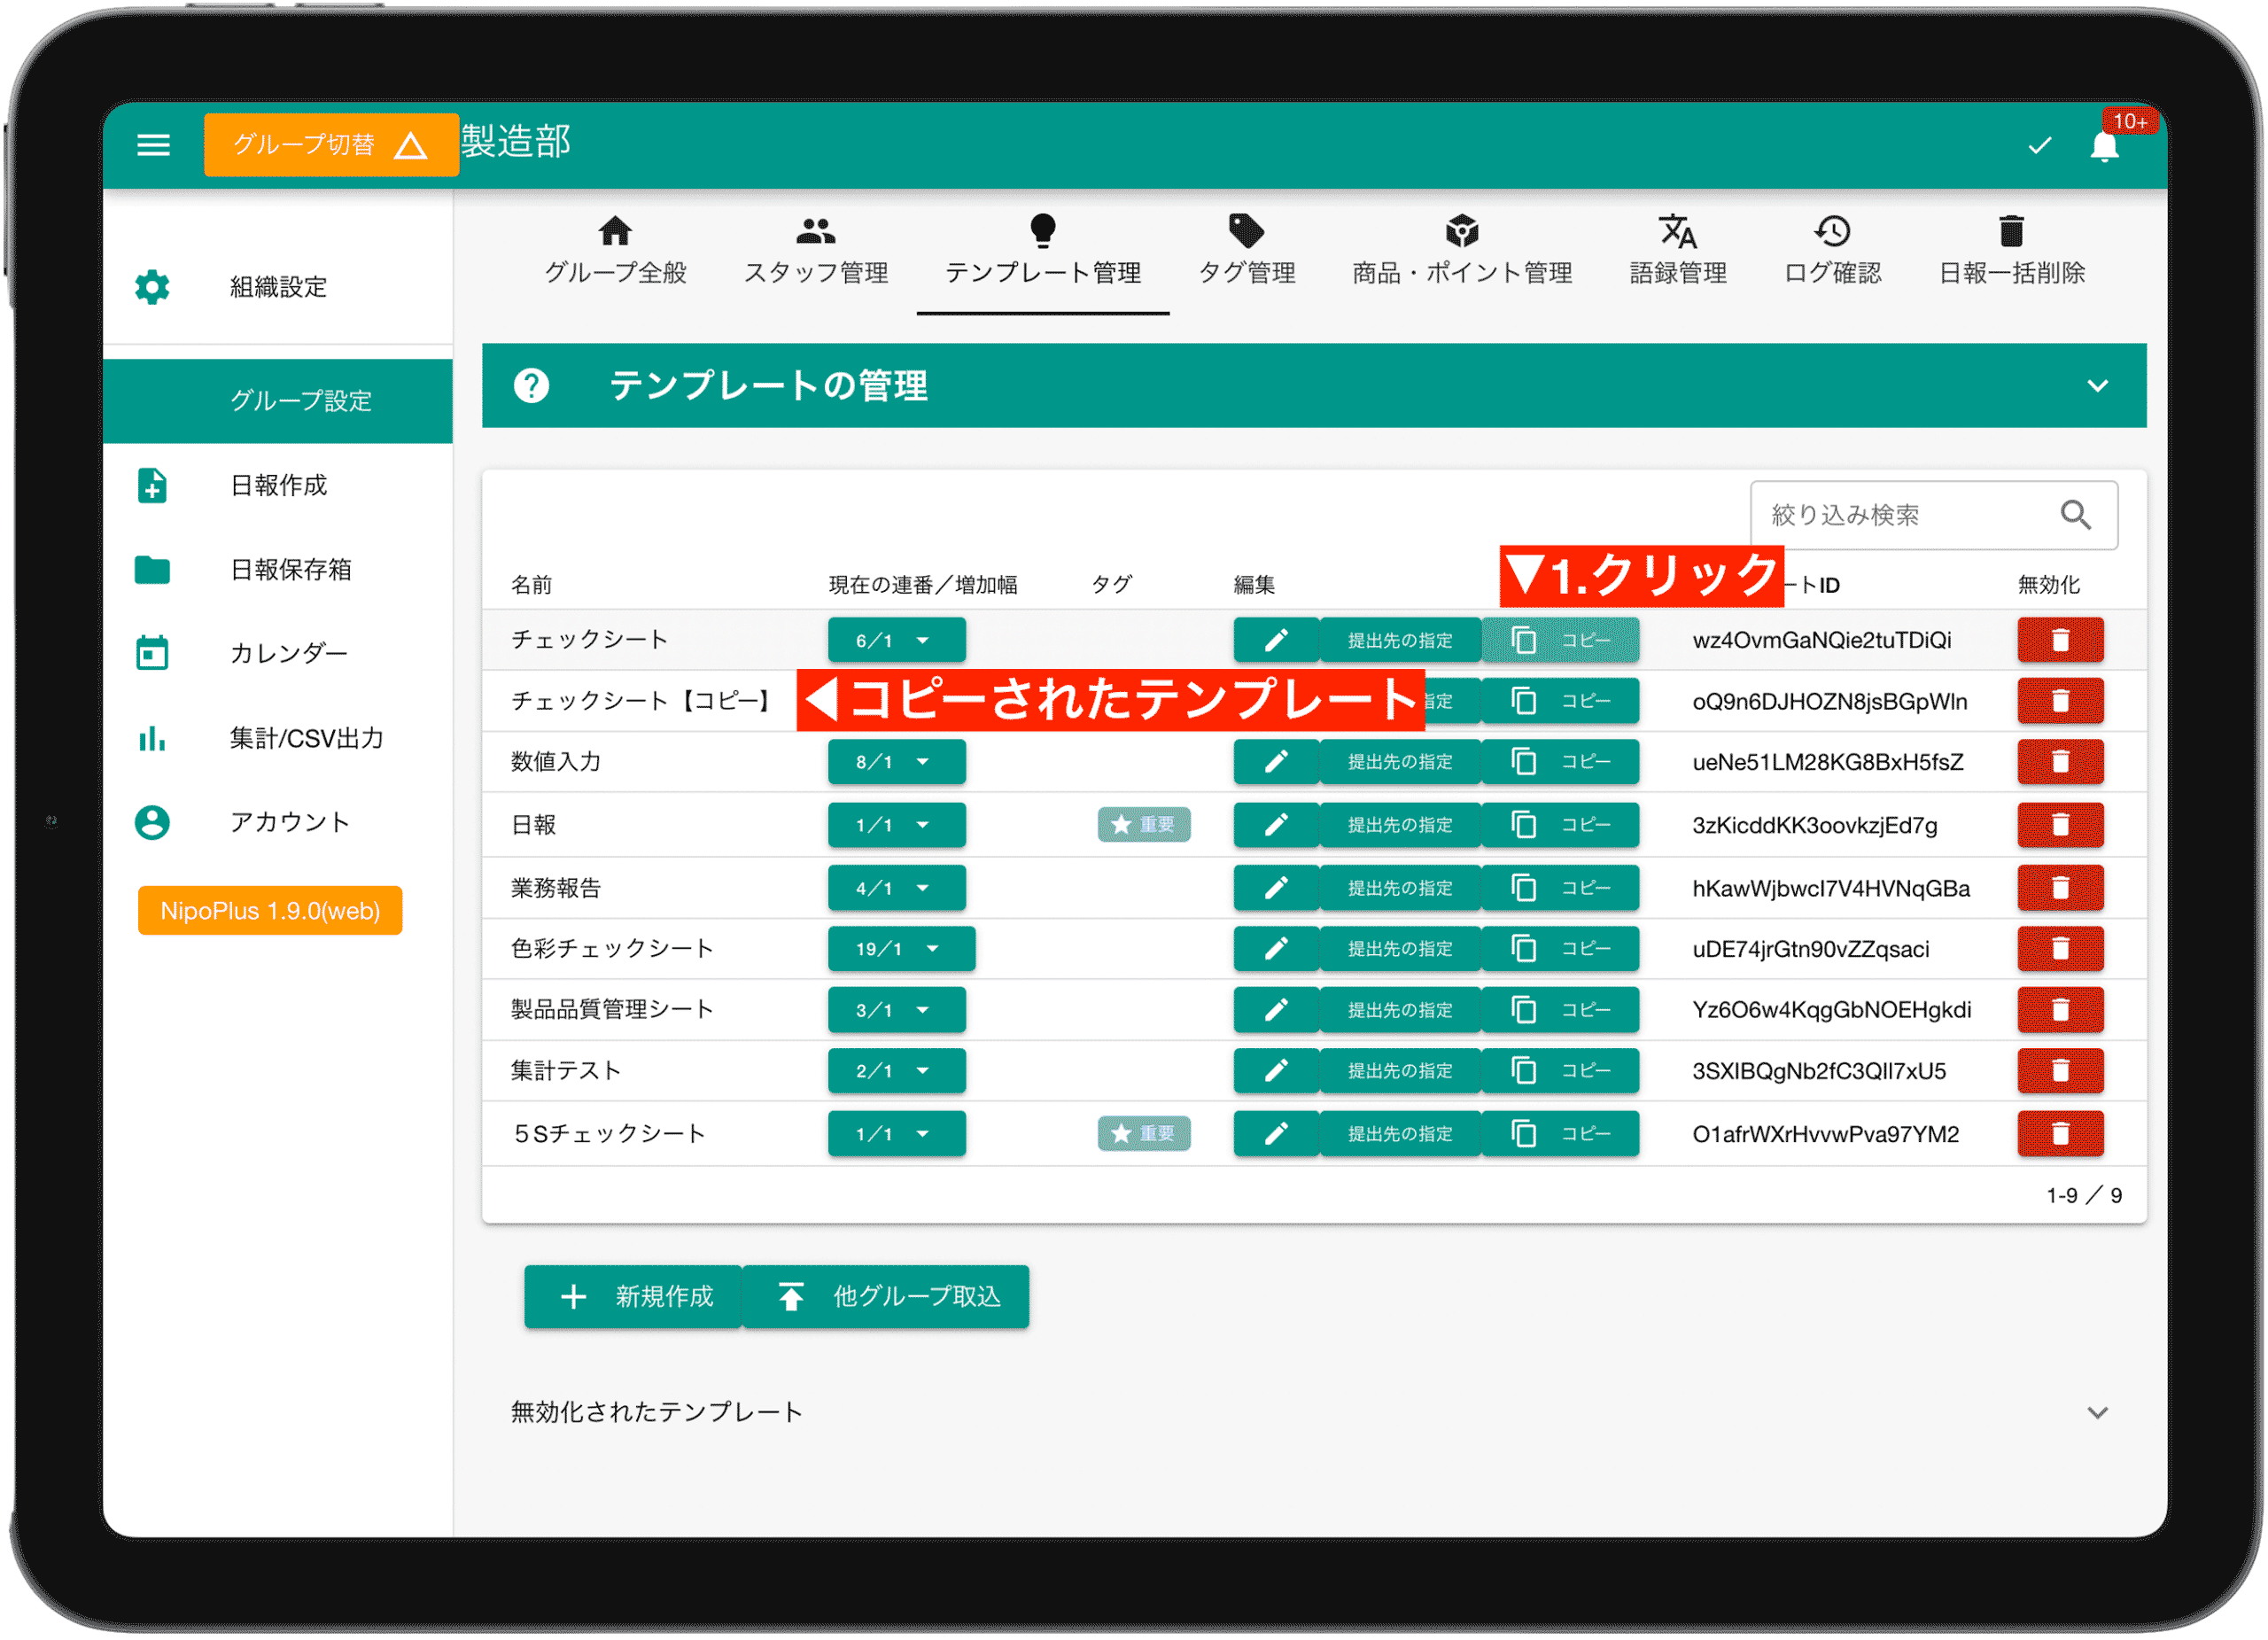 グループ切替 製造部
10+
組織設定
グループ設定
日報作成
日報保存箱
カレンダー
集計/CSV出力
アカウント
NipoPlus 1.9.0(web)
グループ全般 スタッフ管理 テンプレート管理 タグ管理 商品・ポイント管理 語録管理 ログ確認 日報一括削除
テンプレートの管理
絞り込み検索
▼1.クリック
名前 現在の連番／増加幅 タグ 編集 ートID 無効化
チェックシート 6／1 提出先の指定 コピー wz4OvmGaNQie2tuTDiQi
チェックシート【コピー】 ◀コピーされたテンプレート 指定 コピー oQ9n6DJHOZN8jsBGpWln
数値入力 8／1 提出先の指定 コピー ueNe51LM28KG8BxH5fsZ
日報 1／1 重要 提出先の指定 コピー 3zKicddKK3oovkzjEd7g
業務報告 4／1 提出先の指定 コピー hKawWjbwcI7V4HVNqGBa
色彩チェックシート 19／1 提出先の指定 コピー uDE74jrGtn90vZZqsaci
製品品質管理シート 3／1 提出先の指定 コピー Yz6O6w4KqgGbNOEHgkdi
集計テスト 2／1 提出先の指定 コピー 3SXIBQgNb2fC3QIl7xU5
５Sチェックシート 1／1 重要 提出先の指定 コピー O1afrWXrHvvwPva97YM2
1-9 ／ 9
新規作成 他グループ取込
無効化されたテンプレート